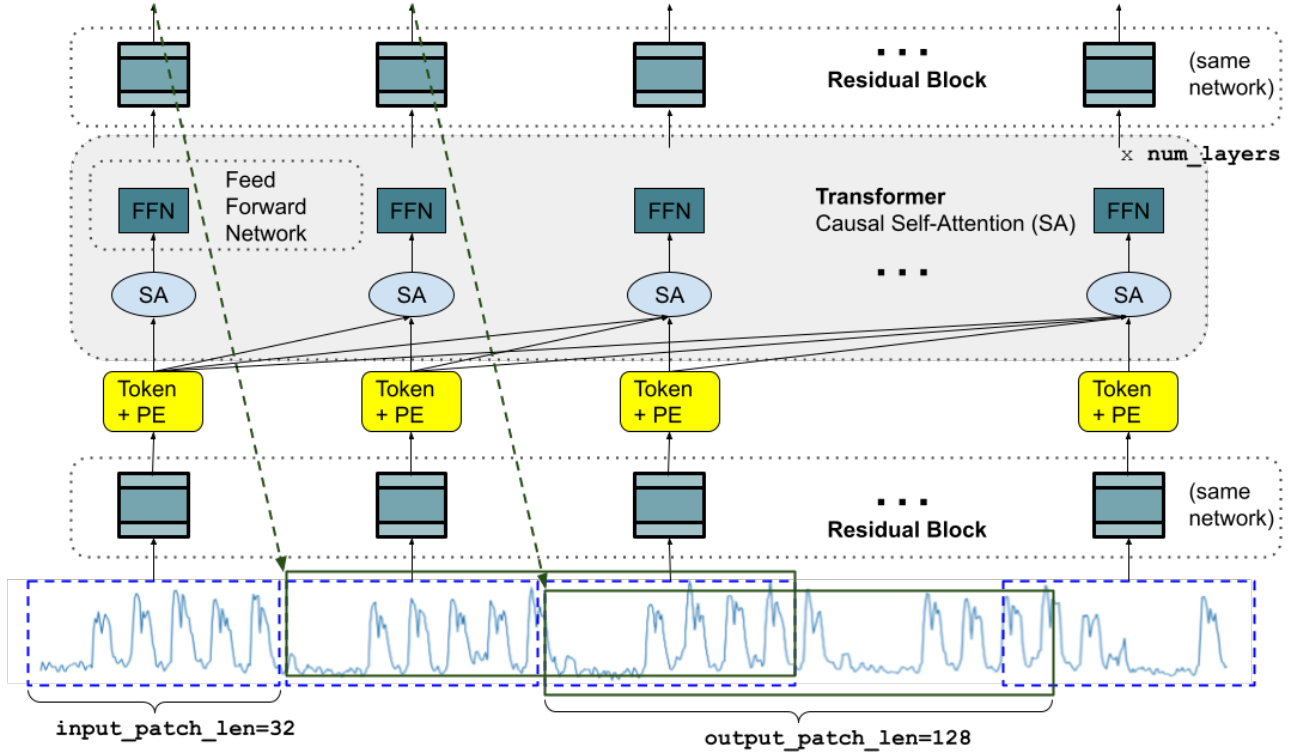 . . .
Residual Block
(same
network)
x num_layers
Feed
Forward
Network
Transformer
Causal Self-Attention (SA)
FFN
FFN
FFN
FFN
. . .
SA
SA
SA
SA
Token
+ PE
Token
+ PE
Token
+ PE
Token
+ PE
. . .
Residual Block
(same
network)
input_patch_len=32
output_patch_len=128